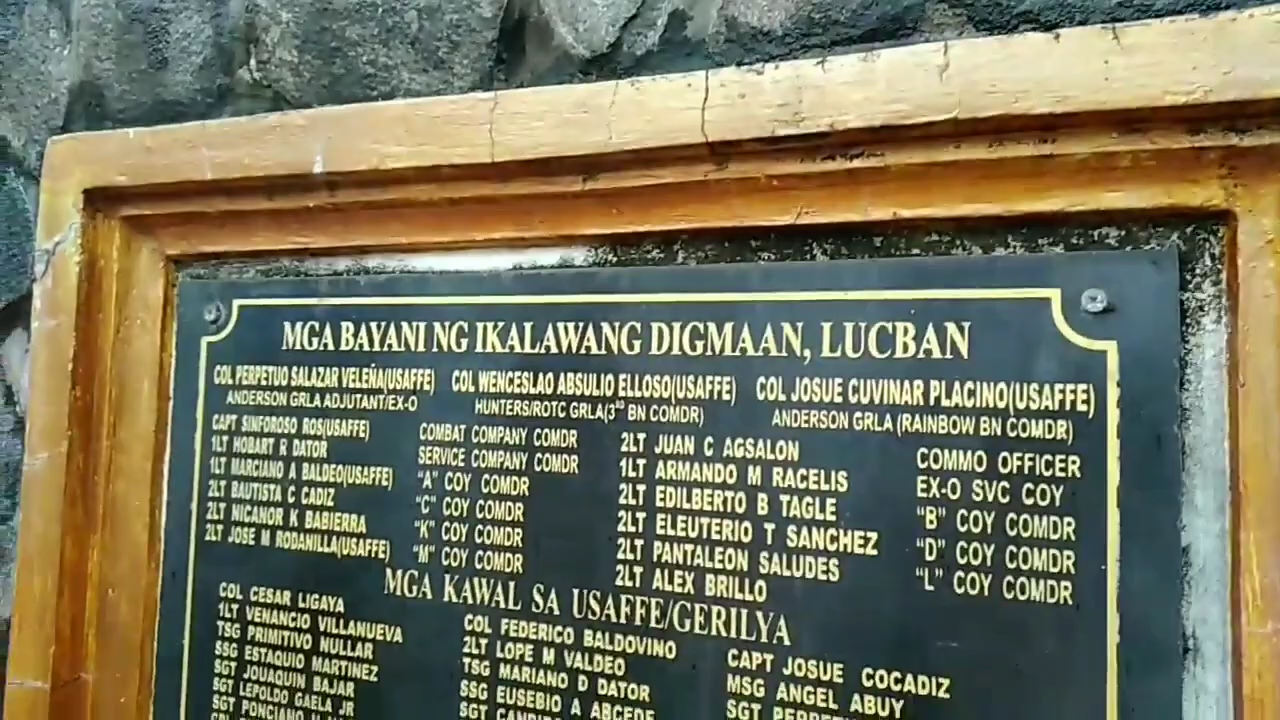 MGA BAYANI NG IKALAWANG DIGMAAN, LUCBAN
COL PERPETUO SALAZAR VELEÑA(USAFFE) COL WENCESLAO ABSULIO ELLOSO(USAFFE) COL JOSUE CUVINAR PLACINO(USAFFE)
ANDERSON GRLA ADJUTANT/EX-O HUNTERS/ROTC GRLA(3RD BN COMDR) ANDERSON GRLA (RAINBOW BN COMDR)
CAPT SINFOROSO ROS(USAFFE) COMBAT COMPANY COMDR 2LT JUAN C AGSALON COMMO OFFICER
1LT HOBART R DATOR SERVICE COMPANY COMDR 1LT ARMANDO M RACELIS EX-O SVC COY
1LT MARCIANO A BALDEO(USAFFE) "A" COY COMDR 2LT EDILBERTO B TAGLE "B" COY COMDR
2LT BAUTISTA C CADIZ "C" COY COMDR 2LT ELEUTERIO T SANCHEZ "D" COY COMDR
2LT NICANOR K BABIERRA "K" COY COMDR 2LT PANTALEON SALUDES "L" COY COMDR
2LT JOSE M RODANILLA(USAFFE) "M" COY COMDR 2LT ALEX BRILLO
MGA KAWAL SA USAFFE/GERILYA
COL CESAR LIGAYA COL FEDERICO BALDOVINO CAPT JOSUE COCADIZ
1LT VENANCIO VILLANUEVA 2LT LOPE M VALDEO MSG ANGEL ABUY
TSG PRIMITIVO NULLAR TSG MARIANO D DATOR SGT
SSG ESTAQUIO MARTINEZ SSG EUSEBIO A ABCEDE
SGT JOUAQUIN BAJAR SGT
SGT LEPOLDO GAELA JR
SGT PONCIANO